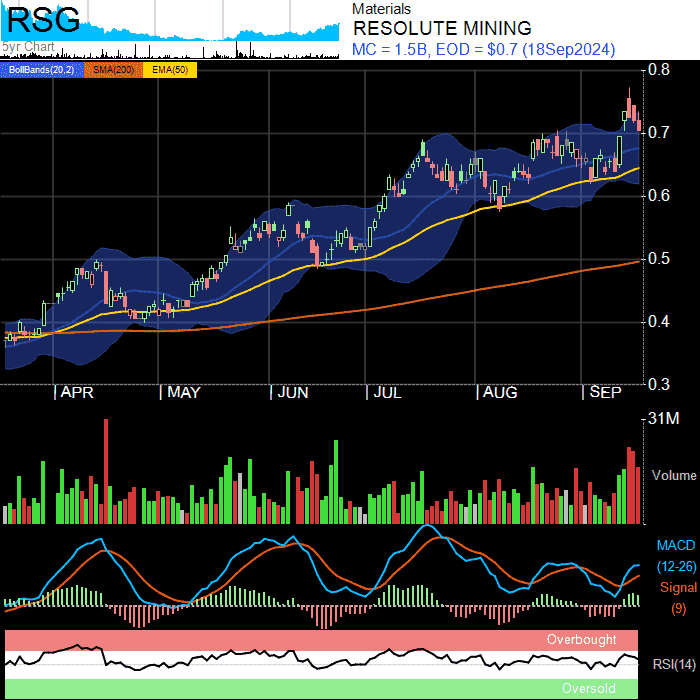 RSG
5yr Chart
Materials
RESOLUTE MINING
MC = 1.5B, EOD = $0.7 (18Sep2024)
BollBands(20,2) SMA(200) EMA(50)
0.8
0.7
0.6
0.5
0.4
0.3
APR MAY JUN JUL AUG SEP
31M
Volume
MACD
(12-26)
Signal
(9)
Overbought
RSI(14)
Oversold